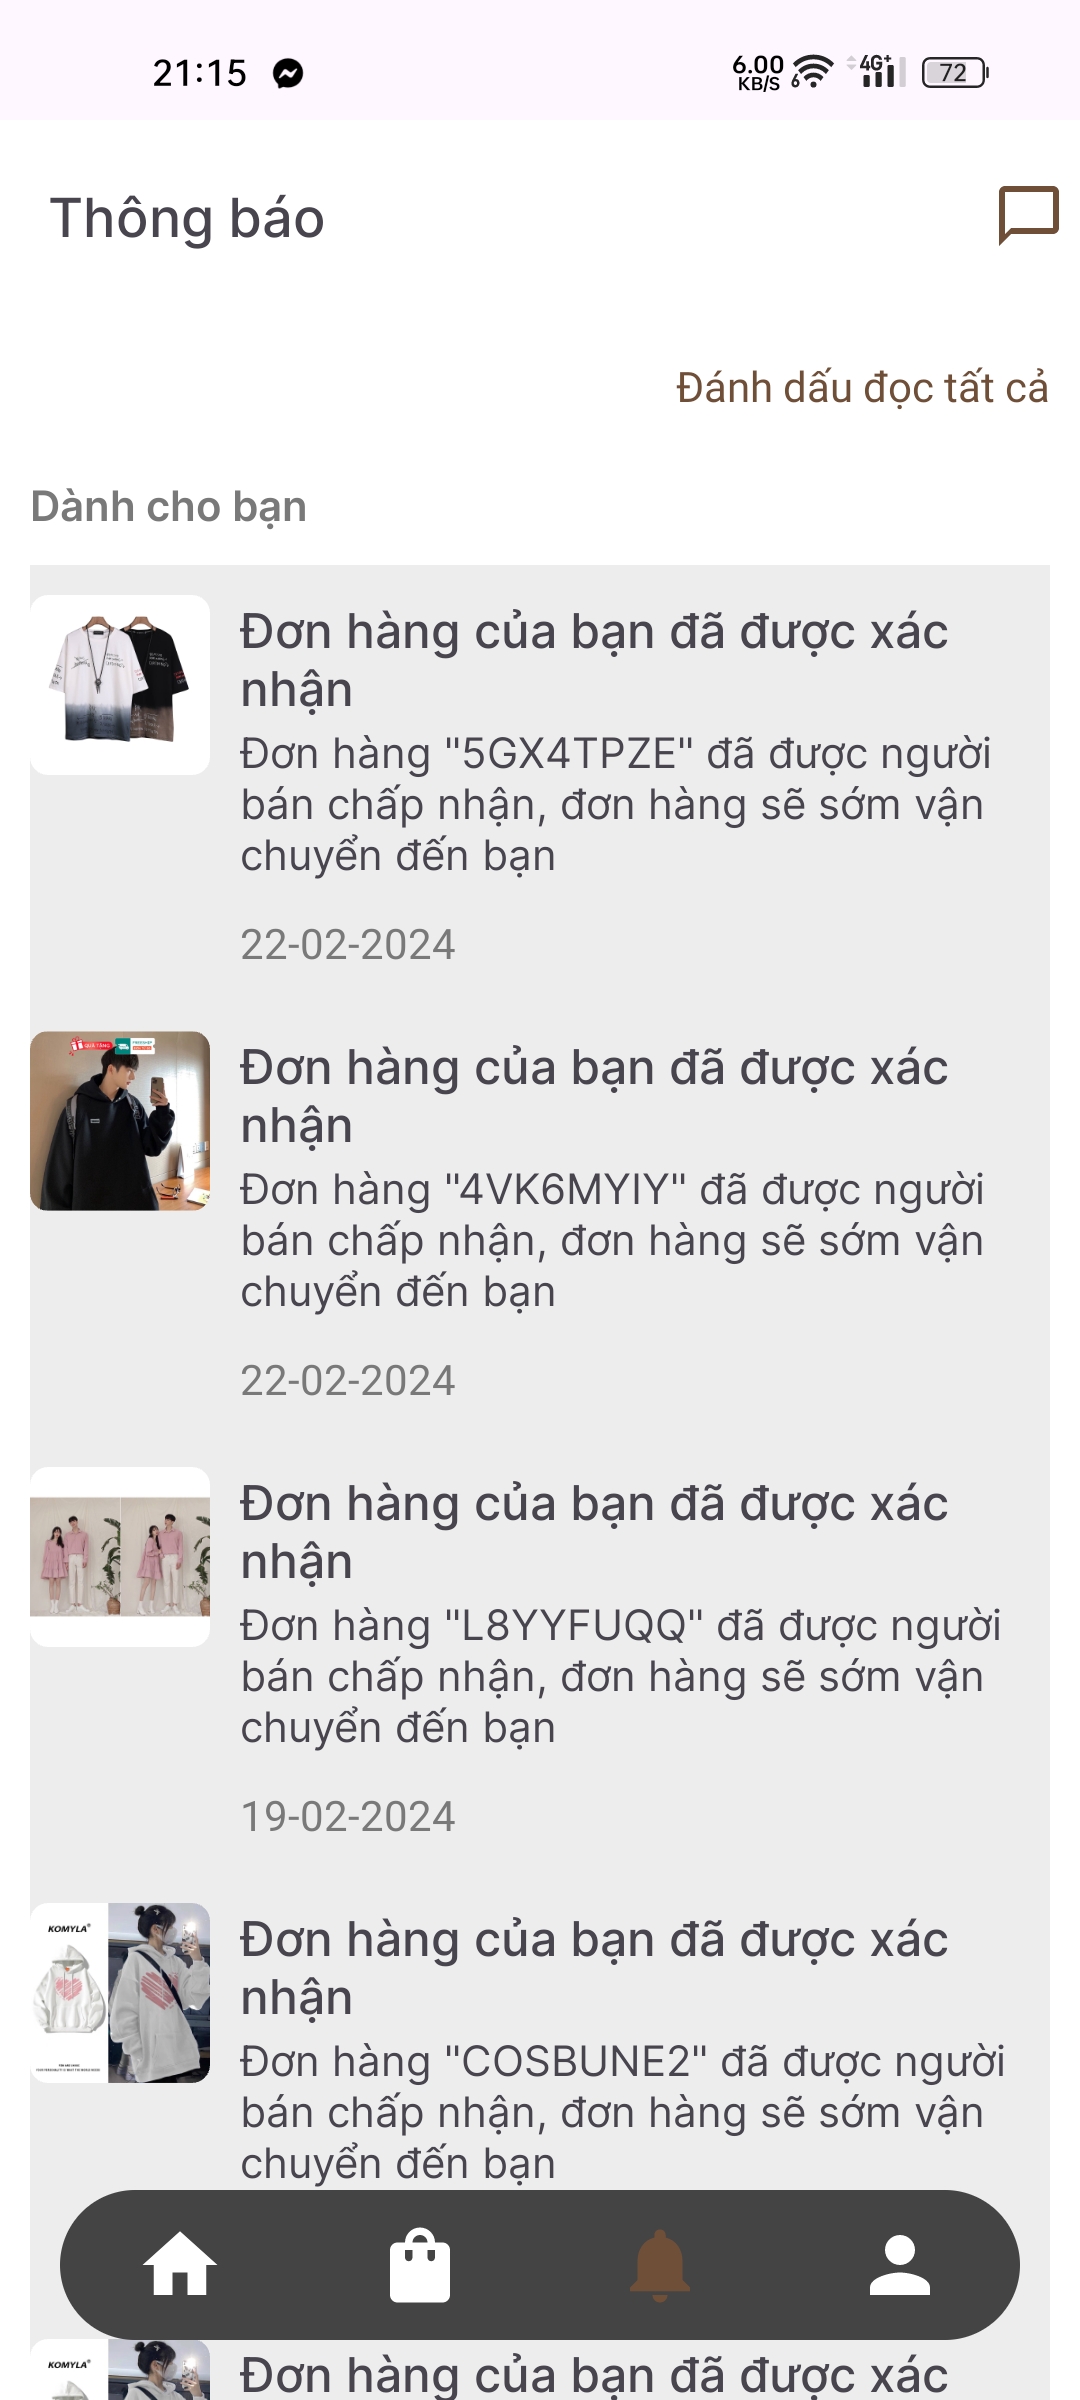 21:15
6.00
KB/S
6
4G+
72
Thông báo
Đánh dấu đọc tất cả
Dành cho bạn
Đơn hàng của bạn đã được xác
nhận
Đơn hàng "5GX4TPZE" đã được người
bán chấp nhận, đơn hàng sẽ sớm vận
chuyển đến bạn
22-02-2024
QUÀ TẶNG
FREESHIP
Đơn hàng của bạn đã được xác
nhận
Đơn hàng "4VK6MYIY" đã được người
bán chấp nhận, đơn hàng sẽ sớm vận
chuyển đến bạn
22-02-2024
Đơn hàng của bạn đã được xác
nhận
Đơn hàng "L8YYFUQQ" đã được người
bán chấp nhận, đơn hàng sẽ sớm vận
chuyển đến bạn
19-02-2024
KOMYLA®
Đơn hàng của bạn đã được xác
nhận
Đơn hàng "COSBUNE2" đã được người
bán chấp nhận, đơn hàng sẽ sớm vận
chuyển đến bạn
KOMYLA®
Đơn hàng của bạn đã được xác